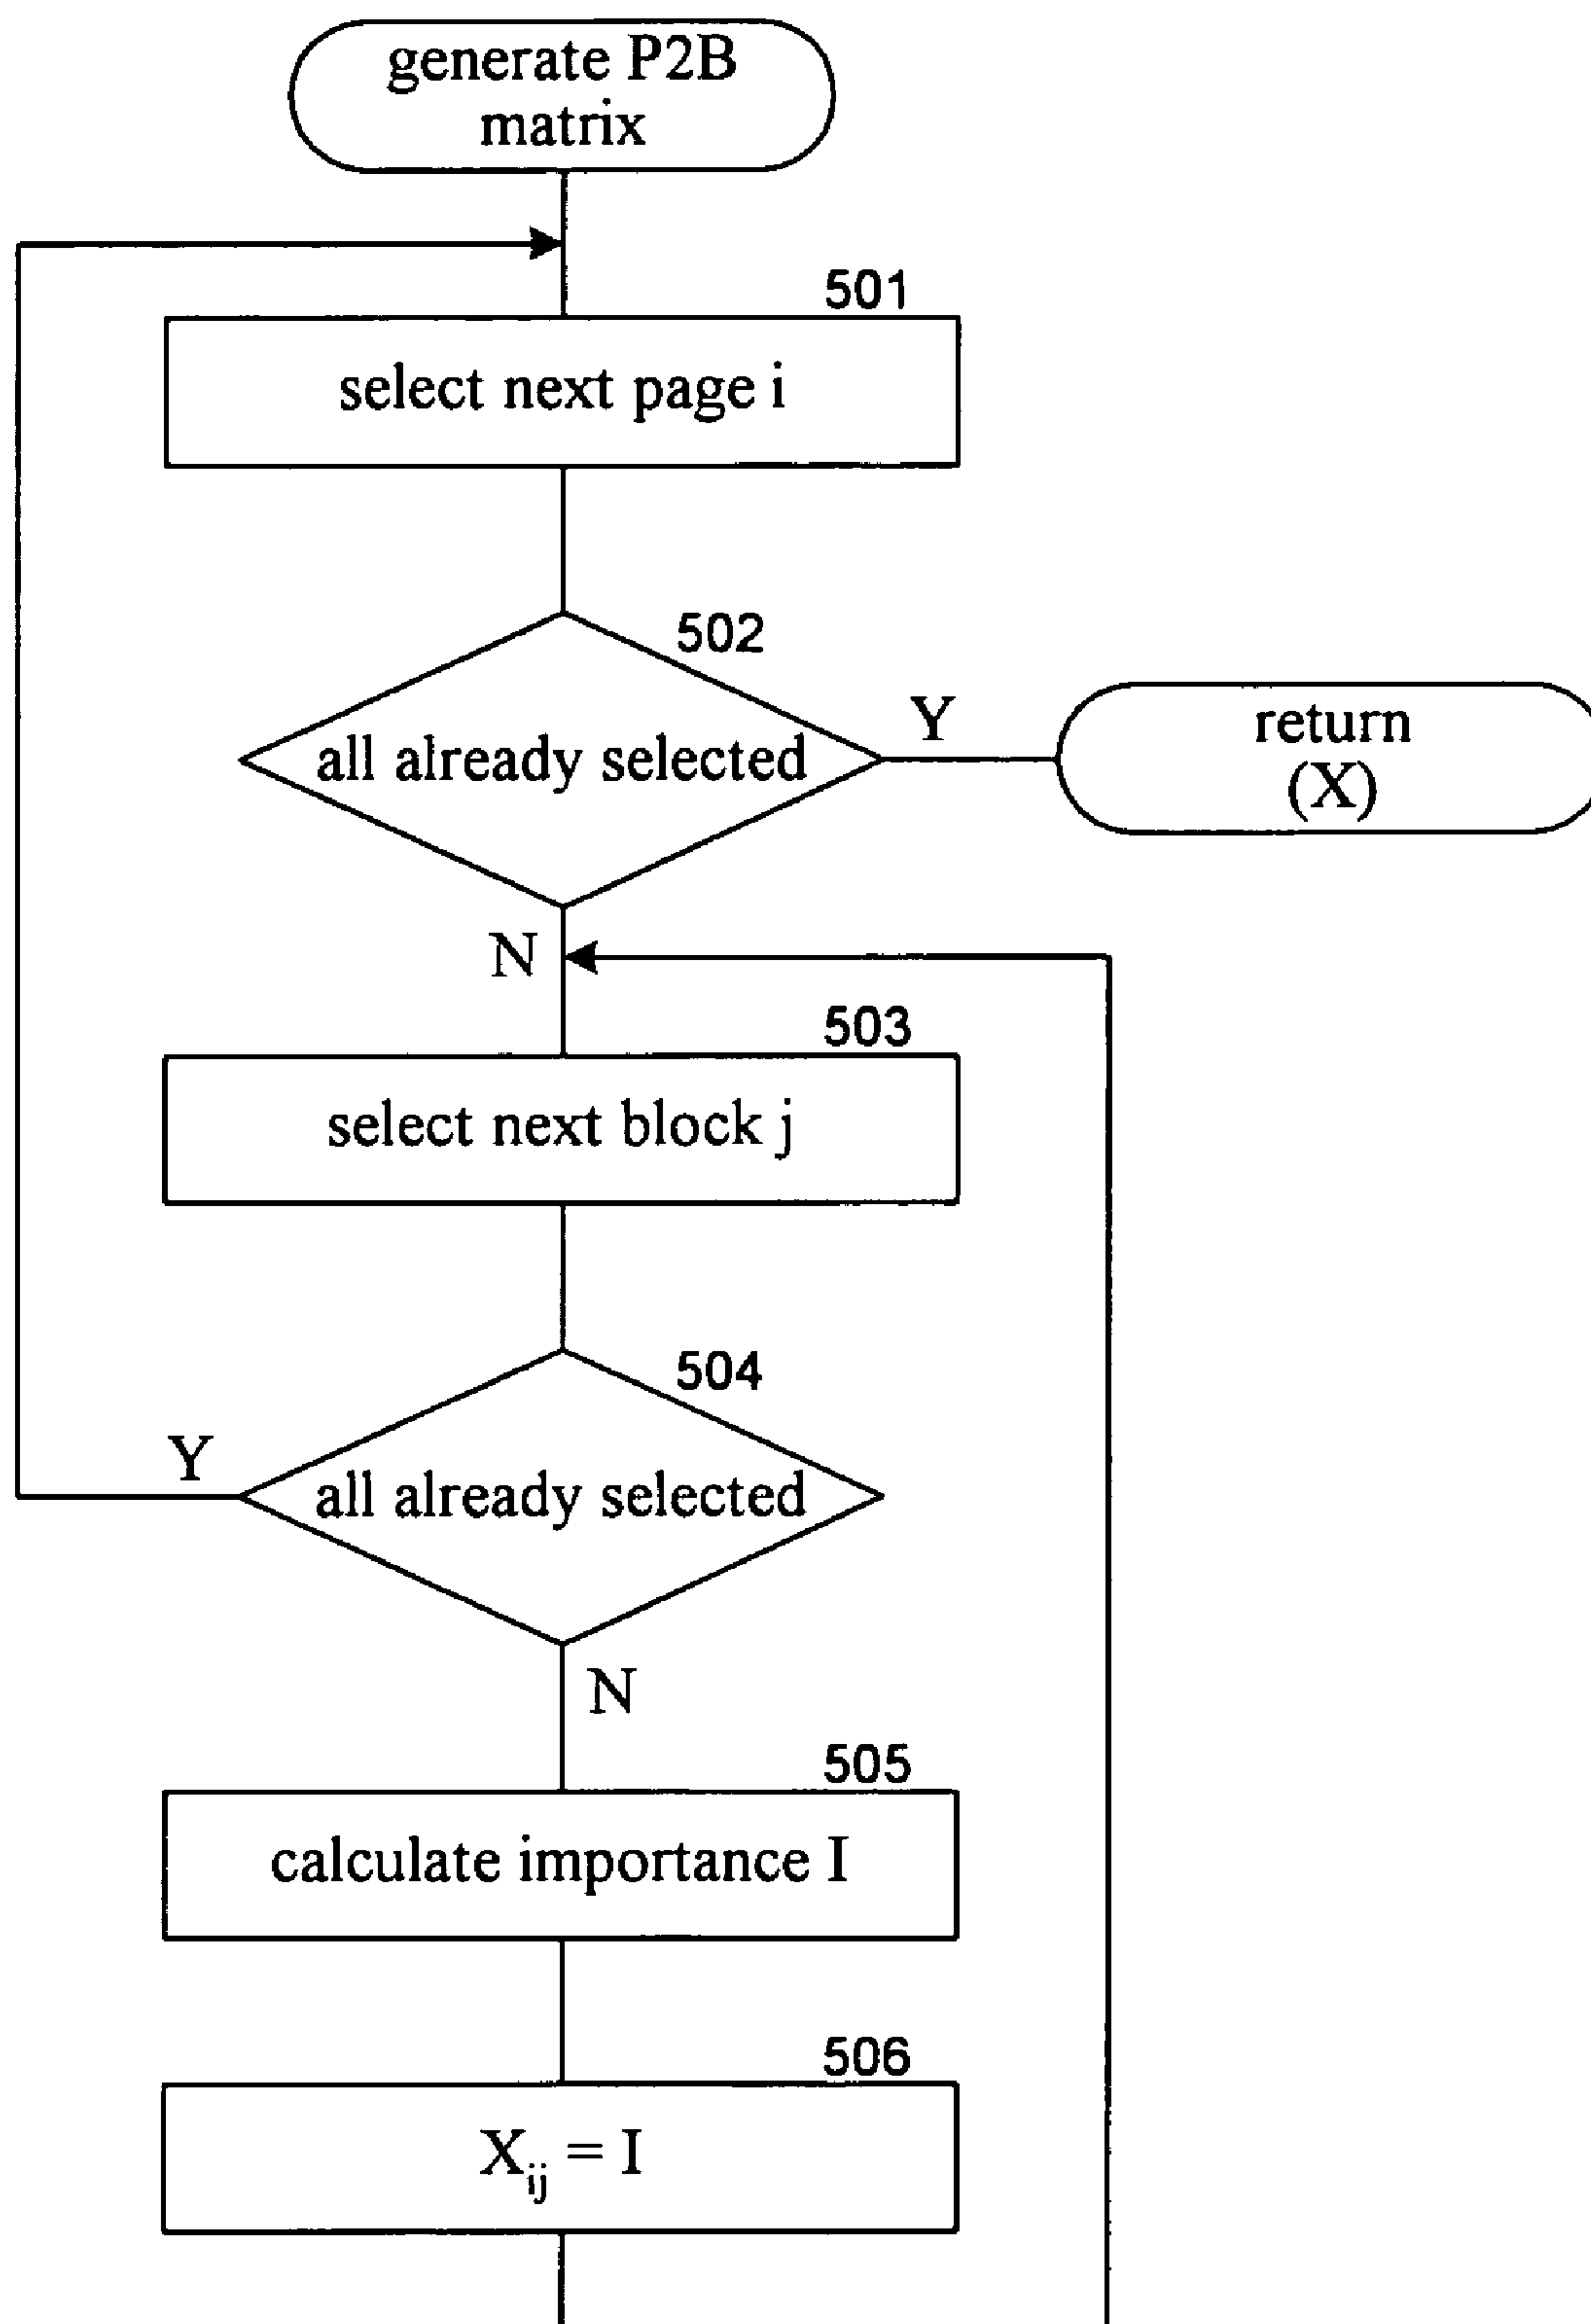 generate P2B
matrix
501
select next page i
502
all already selected
Y
return
(X)
N
503
select next block j
504
Y
all already selected
N
505
calculate importance I
506
X_ij = I